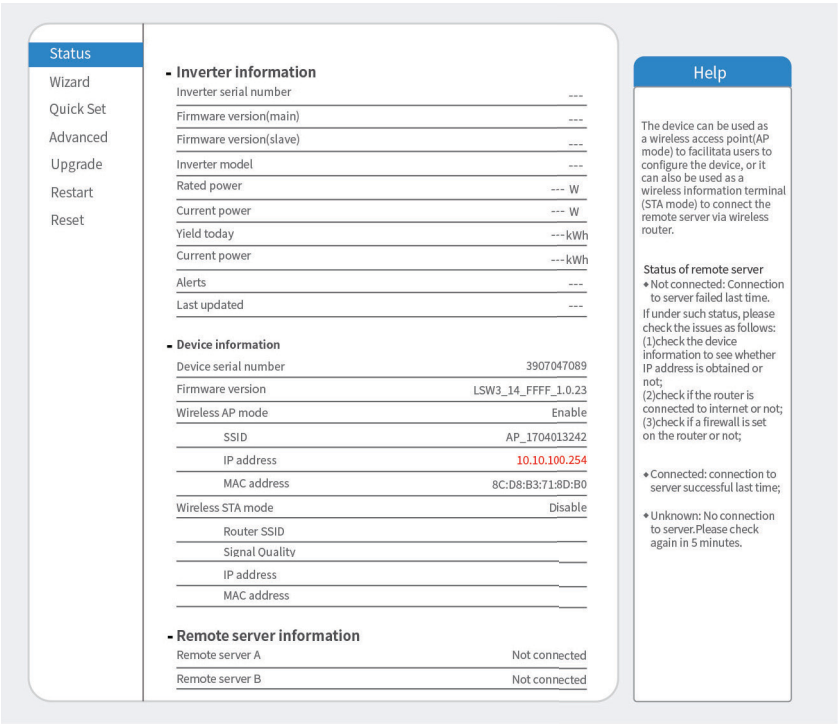 Status
Wizard
Quick Set
Advanced
Upgrade
Restart
Reset
- Inverter information
Inverter serial number ---
Firmware version(main) ---
Firmware version(slave) ---
Inverter model ---
Rated power --- W
Current power --- W
Yield today ---kWh
Current power ---kWh
Alerts ---
Last updated ---
- Device information
Device serial number 3907047089
Firmware version LSW3_14_FFFF_1.0.23
Wireless AP mode Enable
SSID AP_1704013242
IP address 10.10.100.254
MAC address 8C:D8:B3:71:8D:B0
Wireless STA mode Disable
Router SSID
Signal Quality
IP address
MAC address
- Remote server information
Remote server A Not connected
Remote server B Not connected
Help
The device can be used as
a wireless access point(AP
mode) to facilitata users to
configure the device, or it
can also be used as a
wireless information terminal
(STA mode) to connect the
remote server via wireless
router.
Status of remote server
◆Not connected: Connection
to server failed last time.
If under such status, please
check the issues as follows:
(1)check the device
information to see whether
IP address is obtained or
not;
(2)check if the router is
connected to internet or not;
(3)check if a firewall is set
on the router or not;
◆Connected: connection to
server successful last time;
◆Unknown: No connection
to server.Please check
again in 5 minutes.